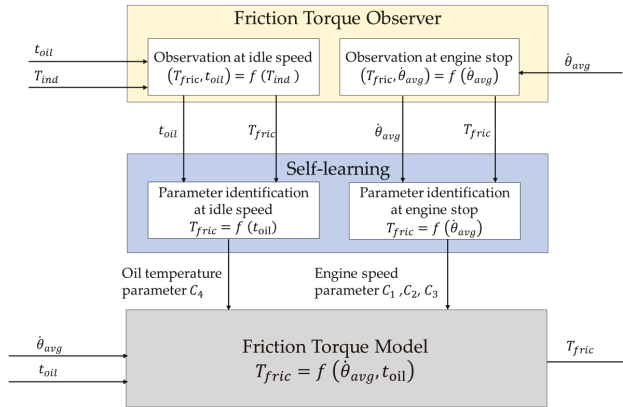 Friction Torque Observer
t_oil
T_ind
Observation at idle speed
(T_fric, t_oil) = f (T_ind )
Observation at engine stop
(T_fric, θ̇_avg) = f (θ̇_avg)
θ̇_avg
t_oil
T_fric
θ̇_avg
T_fric
Self-learning
Parameter identification
at idle speed
T_fric = f (t_oil)
Parameter identification
at engine stop
T_fric = f (θ̇_avg)
Oil temperature
parameter C_4
Engine speed
parameter C_1 ,C_2, C_3
θ̇_avg
t_oil
Friction Torque Model
T_fric = f (θ̇_avg, t_oil)
T_fric